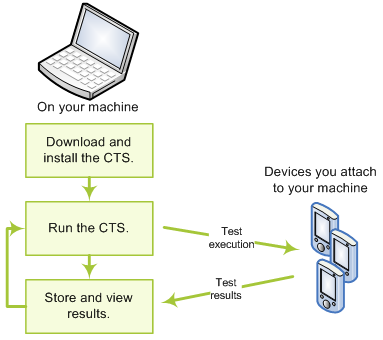 On your machine
Download and
install the CTS.
Devices you attach
to your machine
Run the CTS.
Test
execution
Test
results
Store and view
results.